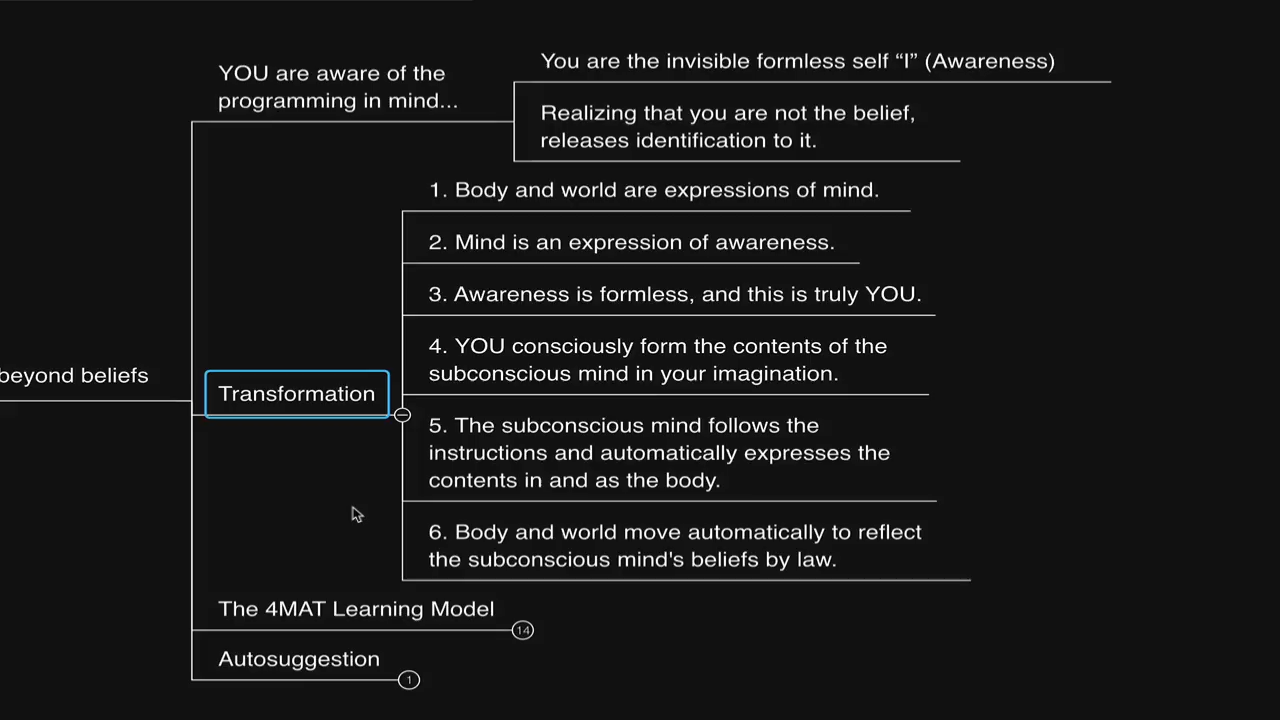 YOU are aware of the
programming in mind...
You are the invisible formless self “I” (Awareness)
Realizing that you are not the belief,
releases identification to it.
beyond beliefs
Transformation
1. Body and world are expressions of mind.
2. Mind is an expression of awareness.
3. Awareness is formless, and this is truly YOU.
4. YOU consciously form the contents of the
subconscious mind in your imagination.
5. The subconscious mind follows the
instructions and automatically expresses the
contents in and as the body.
6. Body and world move automatically to reflect
the subconscious mind's beliefs by law.
The 4MAT Learning Model
14
Autosuggestion
1